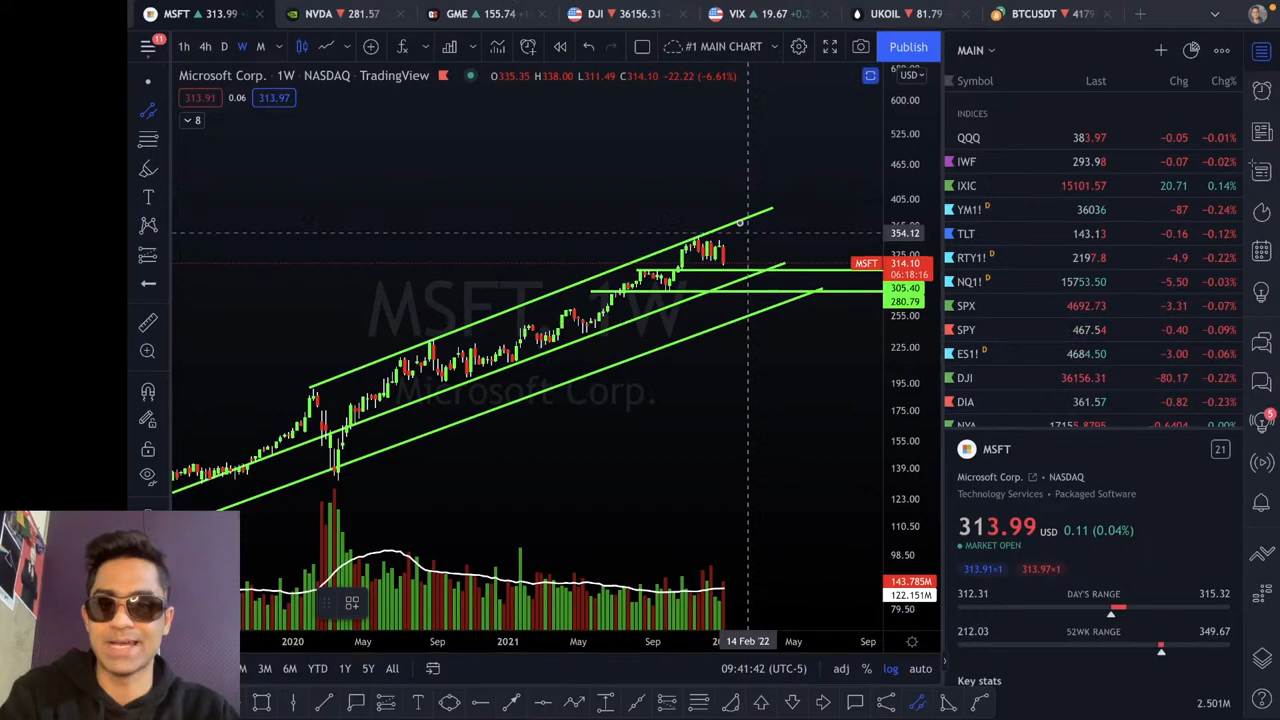 MSFT ▲ 313.99
NVDA ▼ 281.57
GME ▲ 155.74
DJI ▼ 36156.31
VIX ▲ 19.67
UKOIL ▼ 81.79
BTCUSDT ▼
11
1h 4h D W M
#1 MAIN CHART
Publish
MAIN
Microsoft Corp. · 1W · NASDAQ TradingView
O335.35 H338.00 L311.49 C314.10 −22.22 (−6.61%)
USD
313.91 0.06 313.97
8
Symbol Last Chg Chg%
INDICES
QQQ 383.97 −0.05 −0.01%
IWF 293.98 −0.07 −0.02%
IXIC 15101.57 20.71 0.14%
YM1! D 36036 −87 −0.24%
TLT 143.13 −0.16 −0.12%
RTY1! D 2197.8 −4.9 −0.22%
NQ1! D 15753.50 −5.50 −0.03%
SPX 4692.73 −3.31 −0.07%
SPY 467.54 −0.40 −0.09%
ES1! D 4684.50 −3.00 −0.06%
DJI 36156.31 −80.17 −0.22%
DIA 361.57 −0.82 −0.23%
600.00
525.00
465.00
405.00
354.12
325.00
MSFT 314.10
06:18:16
305.40
280.79
255.00
225.00
195.00
175.00
155.00
139.00
123.00
110.50
98.50
143.785M
122.151M
79.50
MSFT, 1W
Microsoft Corp.
MSFT
21
Microsoft Corp. · NASDAQ
Technology Services • Packaged Software
313.99 USD 0.11 (0.04%)
MARKET OPEN
313.91×1 313.97×1
312.31 DAY'S RANGE 315.32
212.03 52WK RANGE 349.67
Key stats
2.501M
5
2020 May Sep 2021 May Sep 14 Feb '22 May Sep
3M 6M YTD 1Y 5Y All
09:41:42 (UTC-5) adj % log auto